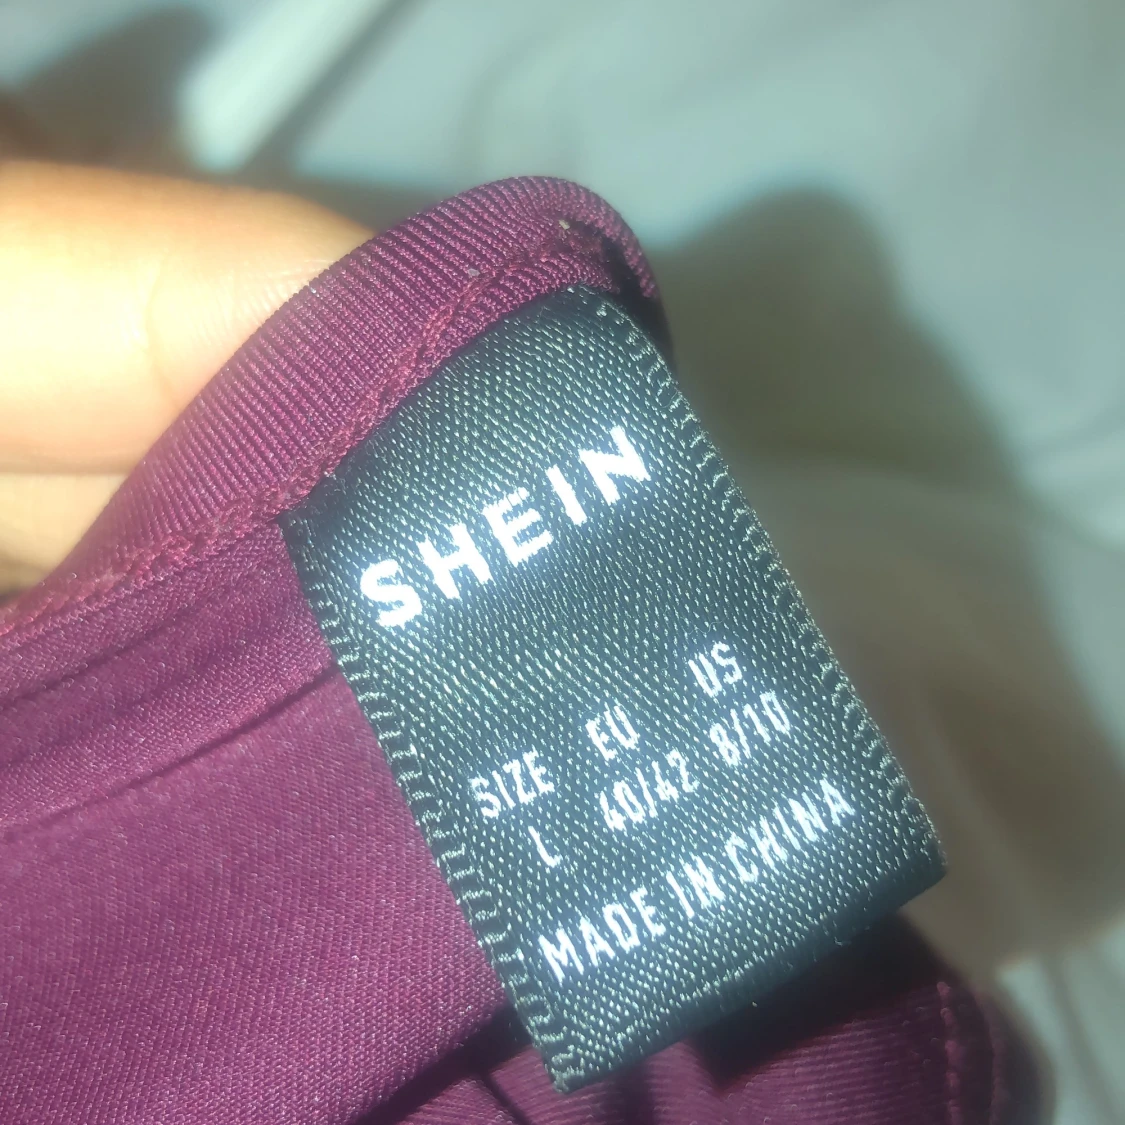 SHEIN
SIZE EU US
L 40/42 8/10
MADE IN CHINA